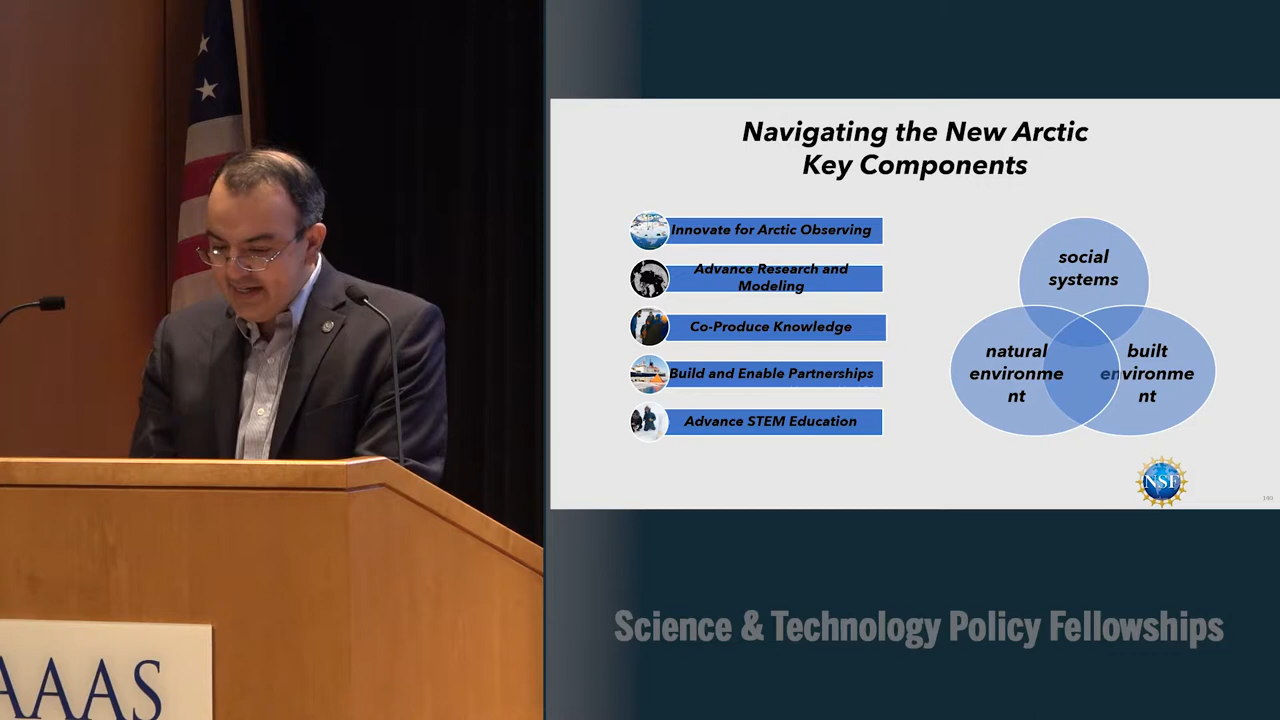 Navigating the New Arctic
Key Components
Innovate for Arctic Observing
Advance Research and
Modeling
Co-Produce Knowledge
Build and Enable Partnerships
Advance STEM Education
social
systems
natural
environme
nt
built
environme
nt
NSF
140
Science & Technology Policy Fellowships
AAAS